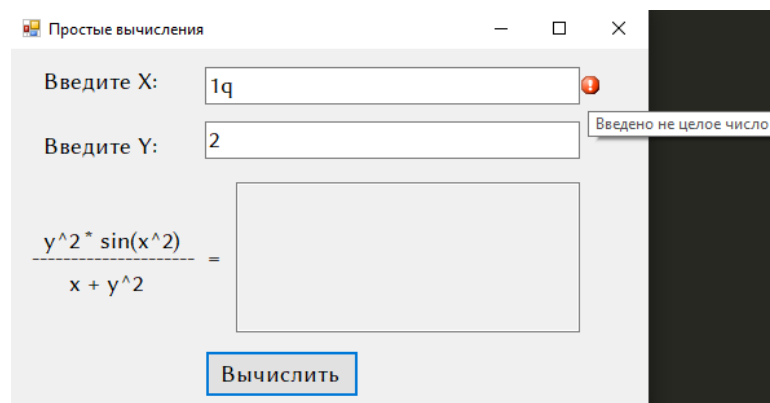 Простые вычисления
Введите X:
1q
Введено не целое число
Введите Y:
2
y^2 * sin(x^2)
---------------------
=
x + y^2
Вычислить